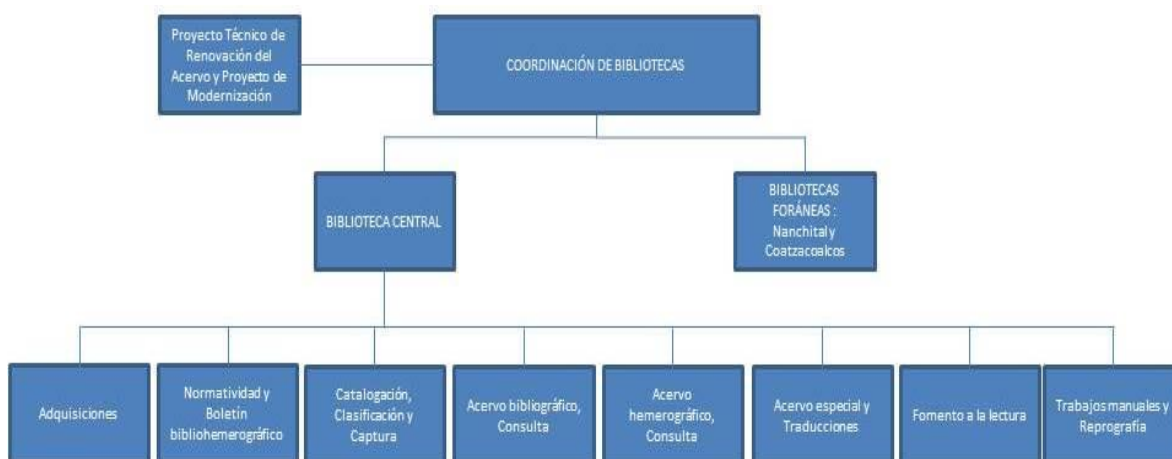 Proyecto Técnico de
Renovación del
Acervo y Proyecto de
Modernización
COORDINACIÓN DE BIBLIOTECAS
BIBLIOTECA CENTRAL
BIBLIOTECAS
FORÁNEAS :
Nanchital y
Coatzacoalcos
Adquisiciones
Normatividad y
Boletín
bibliohemerográfico
Catalogación,
Clasificación y
Captura
Acervo bibliográfico,
Consulta
Acervo
hemerográfico,
Consulta
Acervo especial y
Traducciones
Fomento a la lectura
Trabajos manuales y
Reprografía